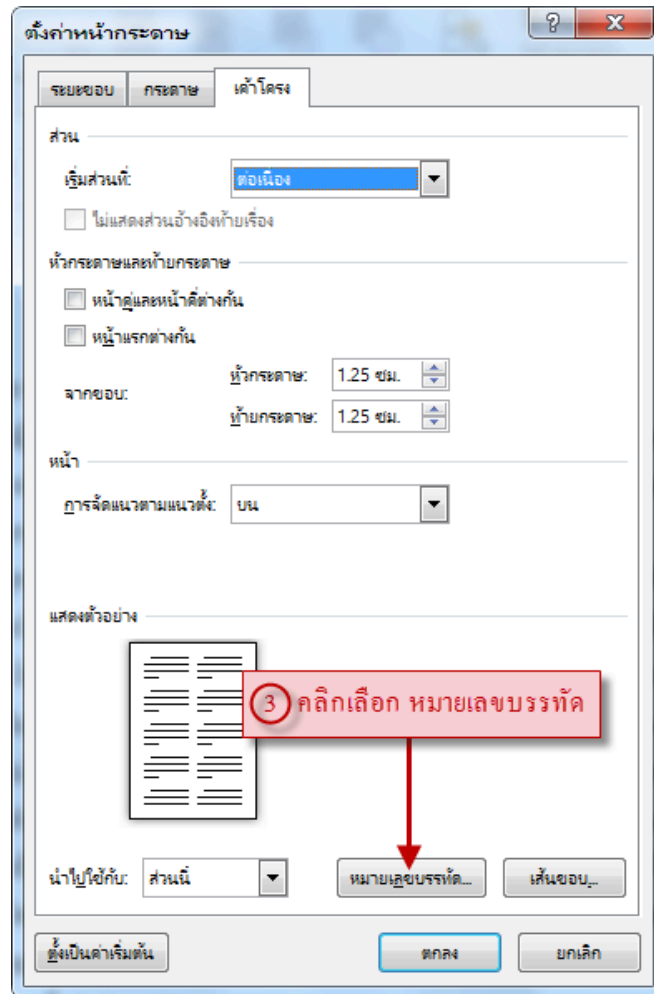 ตั้งค่าหน้ากระดาษ
ระยะขอบ กระดาษ เค้าโครง
ส่วน
เริ่มส่วนที่: ต่อเนื่อง
ไม่แสดงส่วนอ้างอิงท้ายเรื่อง
หัวกระดาษและท้ายกระดาษ
หน้าคู่และหน้าคี่ต่างกัน
หน้าแรกต่างกัน
จากขอบ:
หัวกระดาษ: 1.25 ซม.
ท้ายกระดาษ: 1.25 ซม.
หน้า
การจัดแนวตามแนวตั้ง: บน
แสดงตัวอย่าง
3 คลิกเลือก หมายเลขบรรทัด
นำไปใช้กับ: ส่วนนี้ หมายเลขบรรทัด... เส้นขอบ...
ตั้งเป็นค่าเริ่มต้น ตกลง ยกเลิก